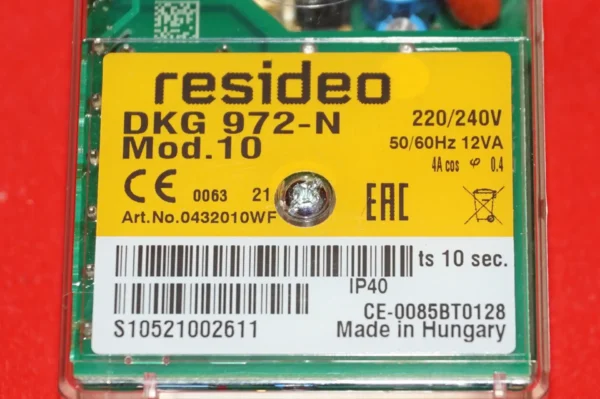 resideo
DKG 972-N
Mod.10
220/240V
50/60Hz 12VA
4A cos φ 0.4
CE 0063 21
EAC
Art.No.0432010WF
ts 10 sec.
IP40
CE-0085BT0128
S10521002611
Made in Hungary